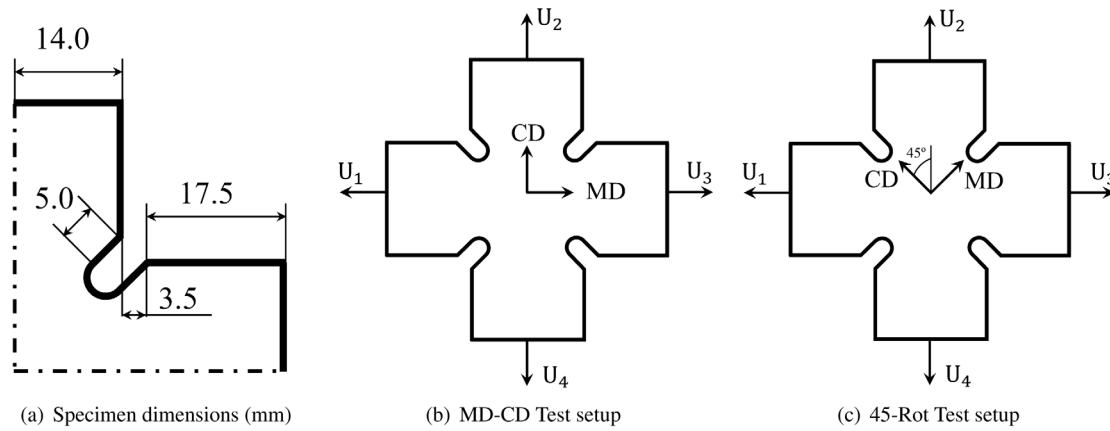 14.0
5.0
17.5
3.5
(a) Specimen dimensions (mm)
U₂
CD
MD
U₁
U₃
U₄
(b) MD-CD Test setup
U₂
45º
CD
MD
U₁
U₃
U₄
(c) 45-Rot Test setup